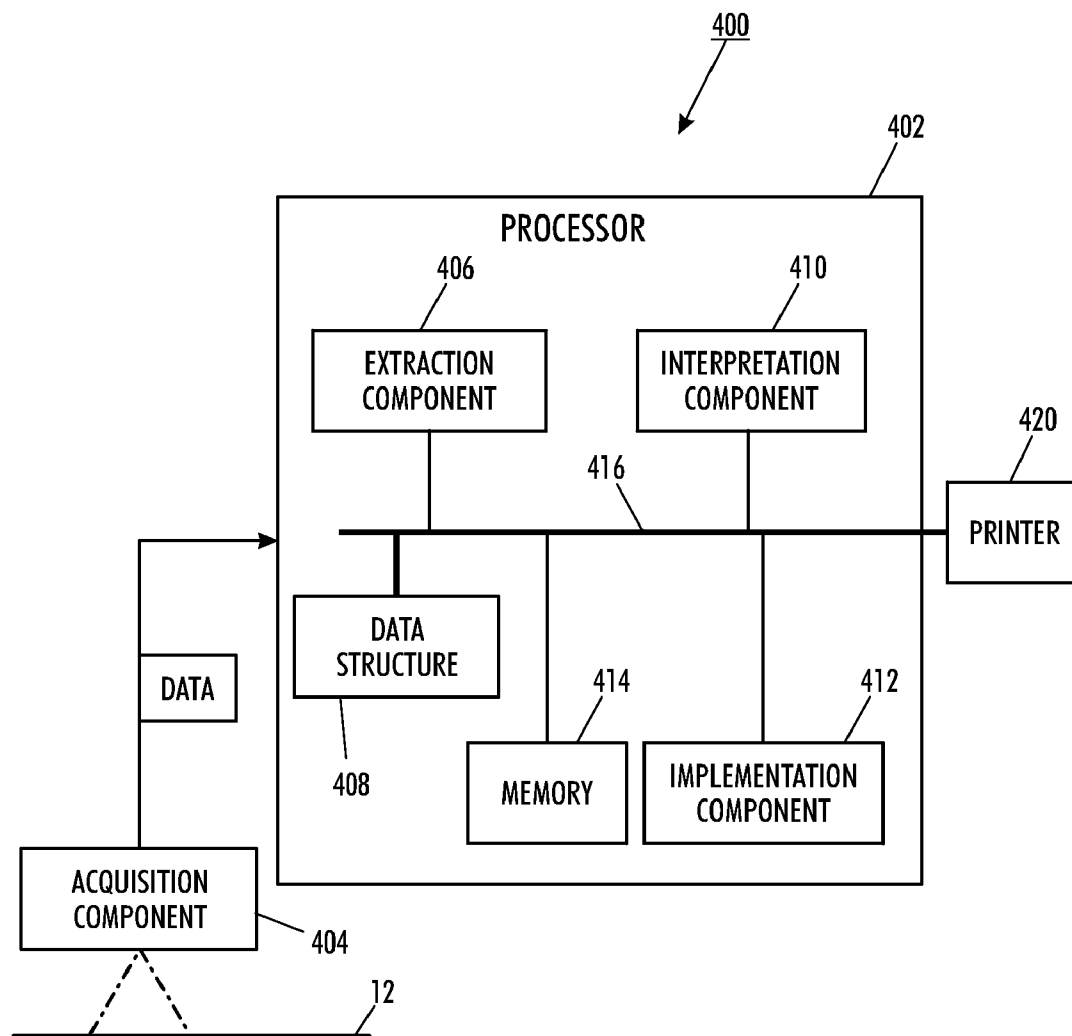 400
402
PROCESSOR
406
410
EXTRACTION
COMPONENT
INTERPRETATION
COMPONENT
420
416
PRINTER
DATA
STRUCTURE
DATA
414
412
408
MEMORY
IMPLEMENTATION
COMPONENT
ACQUISITION
COMPONENT
404
12